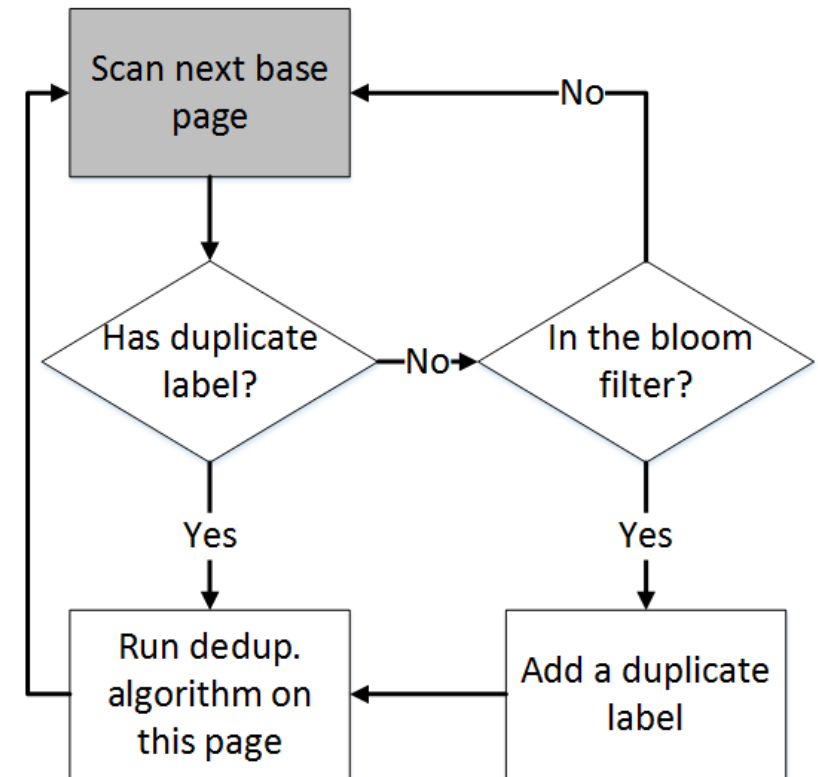 Scan next base
page
No
Has duplicate
label?
No
In the bloom
filter?
Yes
Yes
Run dedup.
algorithm on
this page
Add a duplicate
label